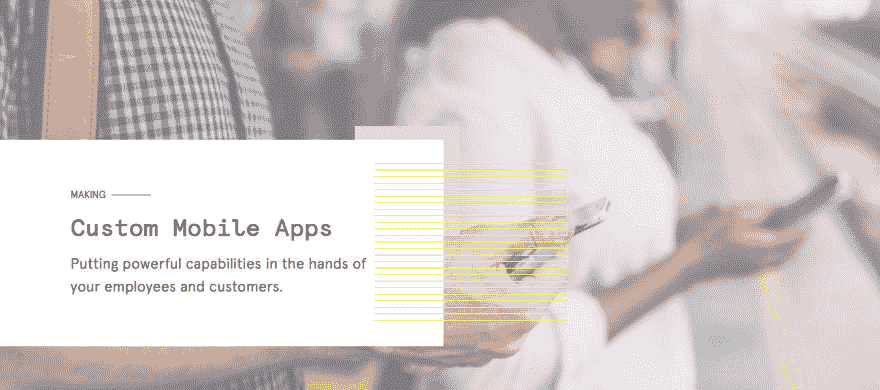 MAKING
Custom Mobile Apps
Putting powerful capabilities in the hands of
your employees and customers.